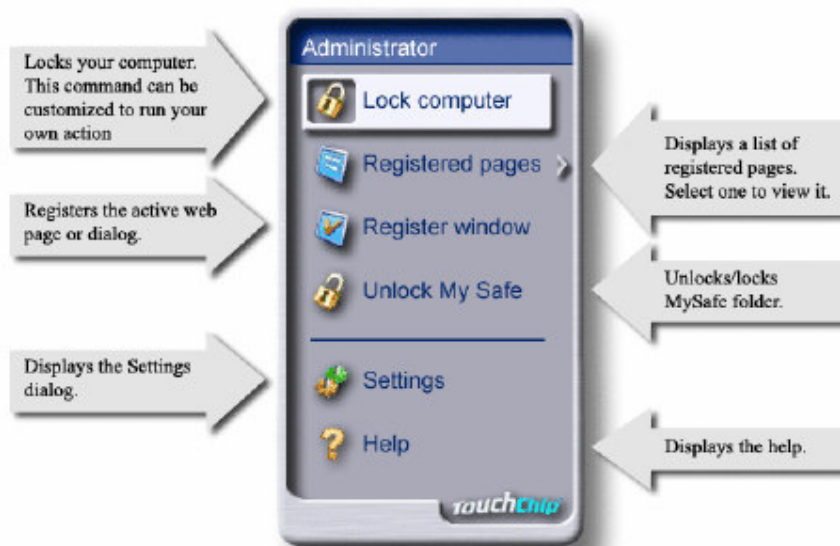 Administrator
Locks your computer.
This command can be
customized to run your
own action
Lock computer
Registered pages
Displays a list of
registered pages.
Select one to view it.
Registers the active web
page or dialog.
Register window
Unlock My Safe
Unlocks/locks
MySafe folder.
Displays the Settings
dialog.
Settings
Help
Displays the help.
TouchChip